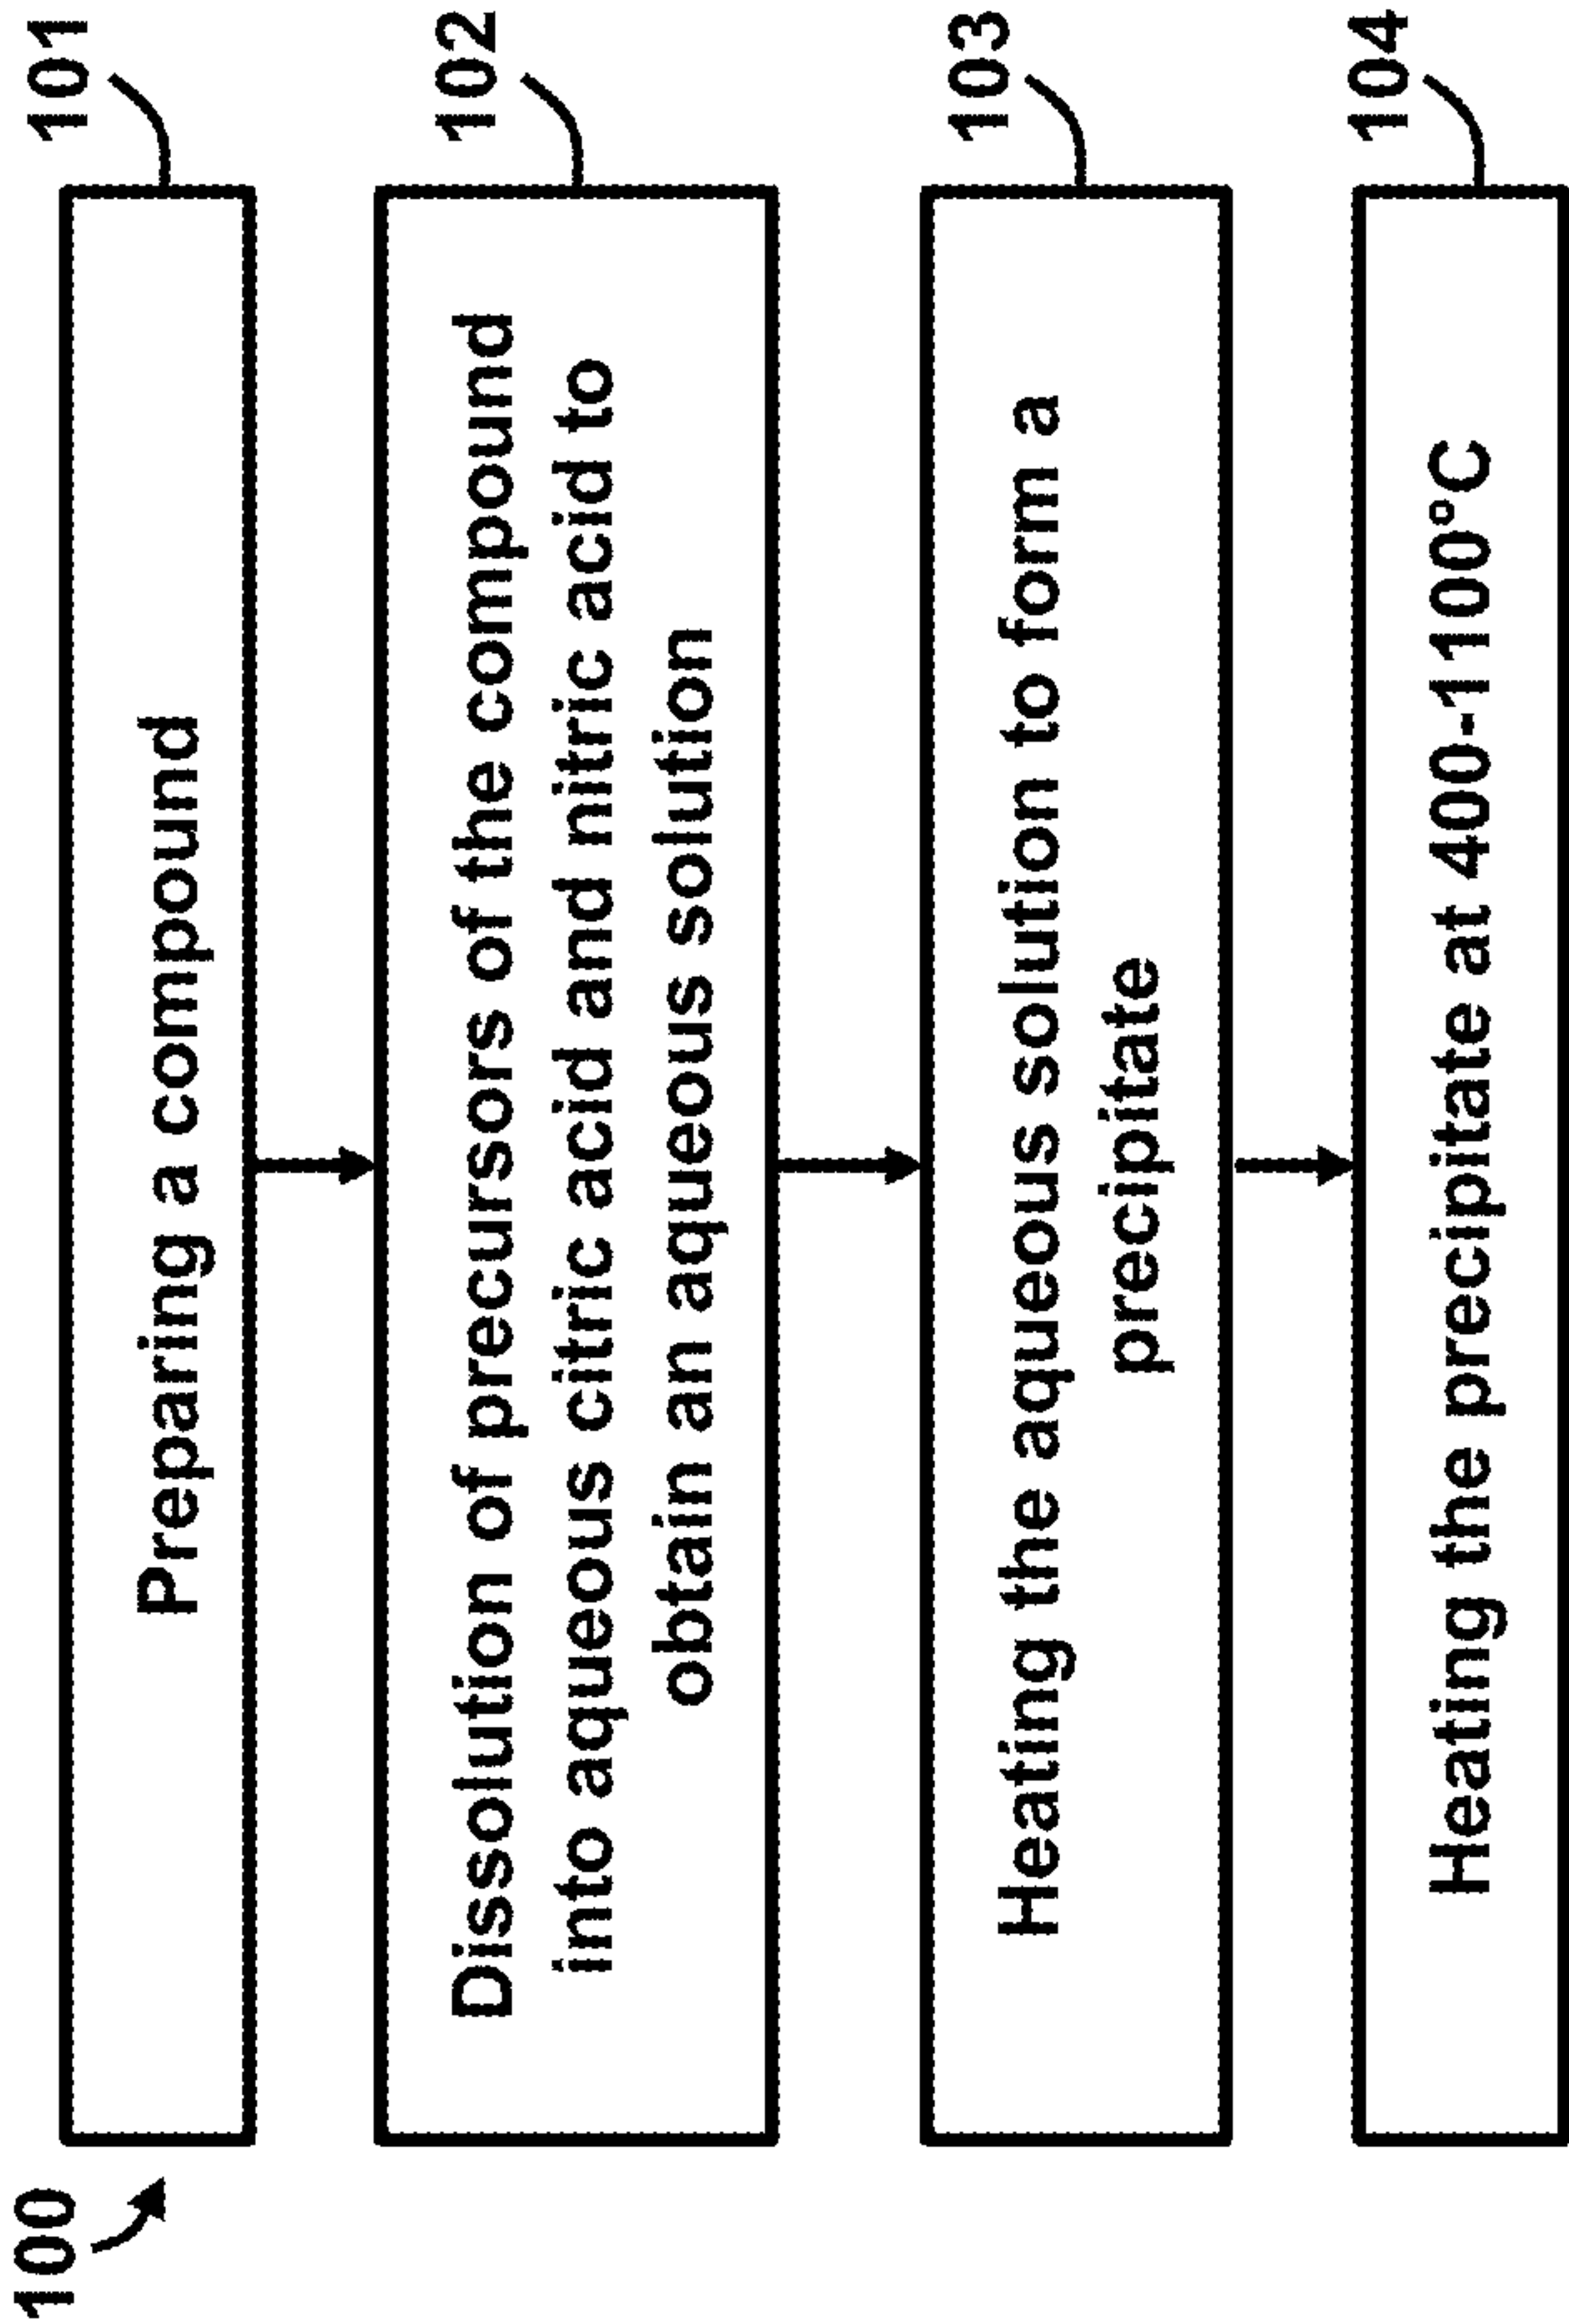 100
101
Preparing a compound
102
Dissolution of precursors of the compound
into aqueous citric acid and nitric acid to
obtain an aqueous solution
103
Heating the aqueous solution to form a
precipitate
104
Heating the precipitate at 400-1100°C